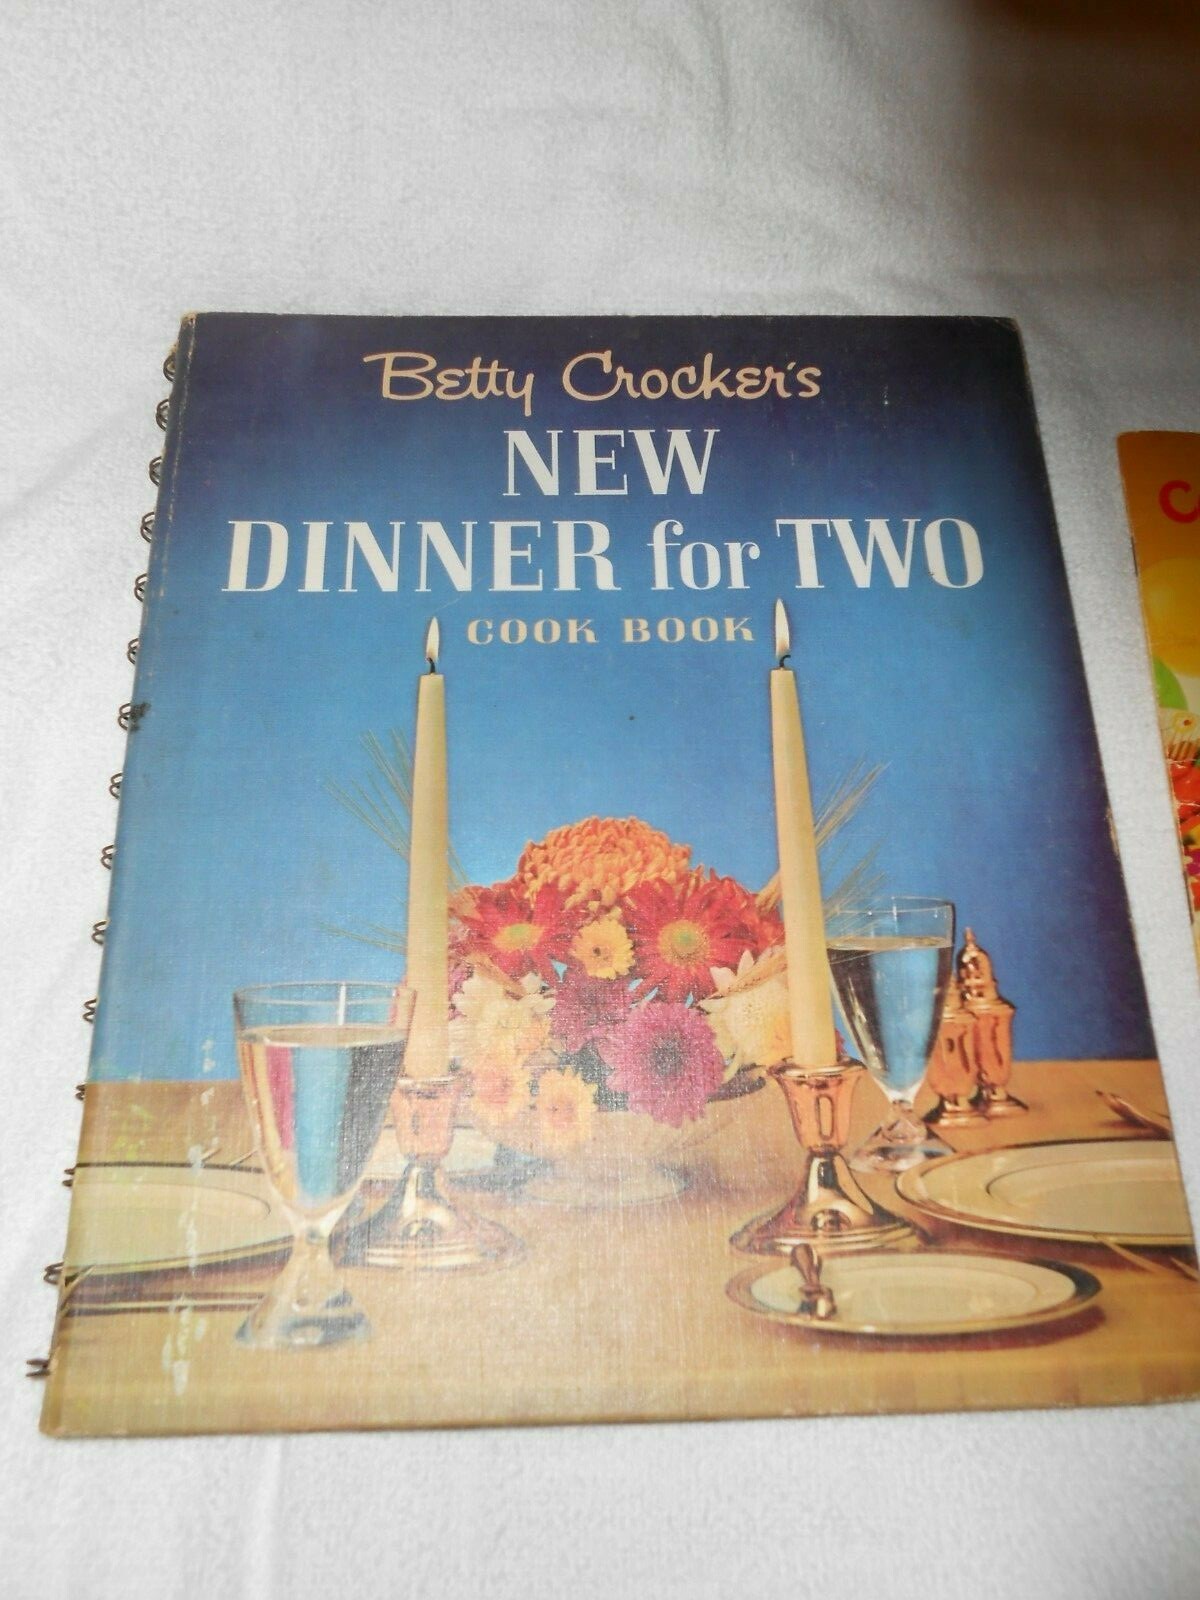 Betty Crocker's
NEW
DINNER for TWO
COOK BOOK